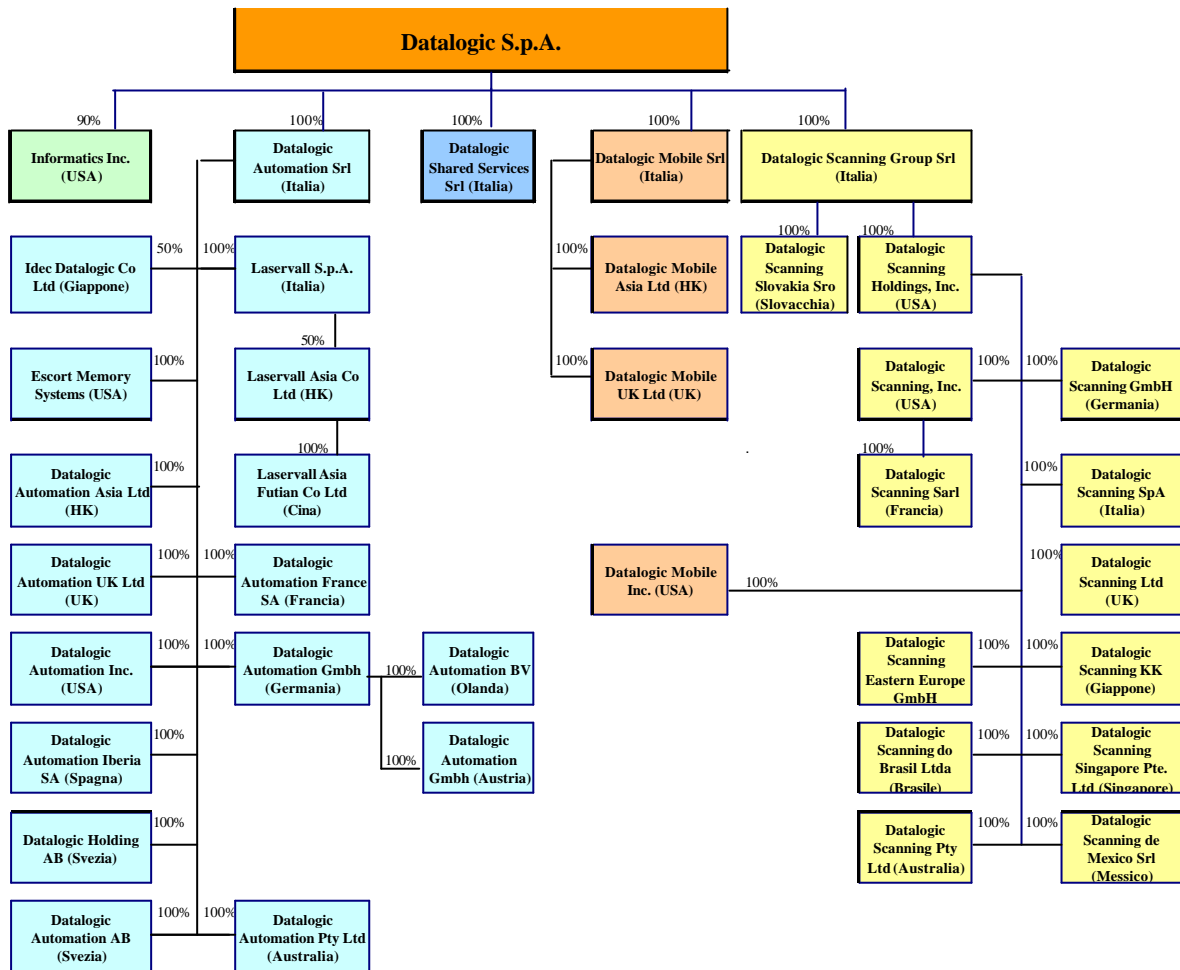 Datalogic S.p.A.
90%
100%
100%
100%
100%
Informatics Inc.
(USA)
Datalogic
Automation Srl
(Italia)
Datalogic
Shared Services
Srl (Italia)
Datalogic Mobile Srl
(Italia)
Datalogic Scanning Group Srl
(Italia)
50%
100%
100%
100%
100%
Idec Datalogic Co
Ltd (Giappone)
Laservall S.p.A.
(Italia)
Datalogic Mobile
Asia Ltd (HK)
Datalogic
Scanning
Slovakia Sro
(Slovacchia)
Datalogic
Scanning
Holdings, Inc.
(USA)
100%
50%
100%
100%
100%
Escort Memory
Systems (USA)
Laservall Asia Co
Ltd (HK)
Datalogic Mobile
UK Ltd (UK)
Datalogic
Scanning, Inc.
(USA)
Datalogic
Scanning GmbH
(Germania)
100%
100%
100%
100%
Datalogic
Automation Asia Ltd
(HK)
Laservall Asia
Futian Co Ltd
(Cina)
.
Datalogic
Scanning Sarl
(Francia)
Datalogic
Scanning SpA
(Italia)
100%
100%
100%
100%
Datalogic
Automation UK Ltd
(UK)
Datalogic
Automation France
SA (Francia)
Datalogic Mobile
Inc. (USA)
Datalogic
Scanning Ltd
(UK)
100%
100%
100%
100%
100%
Datalogic
Automation Inc.
(USA)
Datalogic
Automation Gmbh
(Germania)
Datalogic
Automation BV
(Olanda)
Datalogic
Scanning
Eastern Europe
GmbH
Datalogic
Scanning KK
(Giappone)
100%
100%
100%
100%
Datalogic
Automation Iberia
SA (Spagna)
Datalogic
Automation
Gmbh (Austria)
Datalogic
Scanning do
Brasil Ltda
(Brasile)
Datalogic
Scanning
Singapore Pte.
Ltd (Singapore)
100%
100%
100%
Datalogic Holding
AB (Svezia)
Datalogic
Scanning Pty
Ltd (Australia)
Datalogic
Scanning de
Mexico Srl
(Messico)
100%
100%
Datalogic
Automation AB
(Svezia)
Datalogic
Automation Pty Ltd
(Australia)